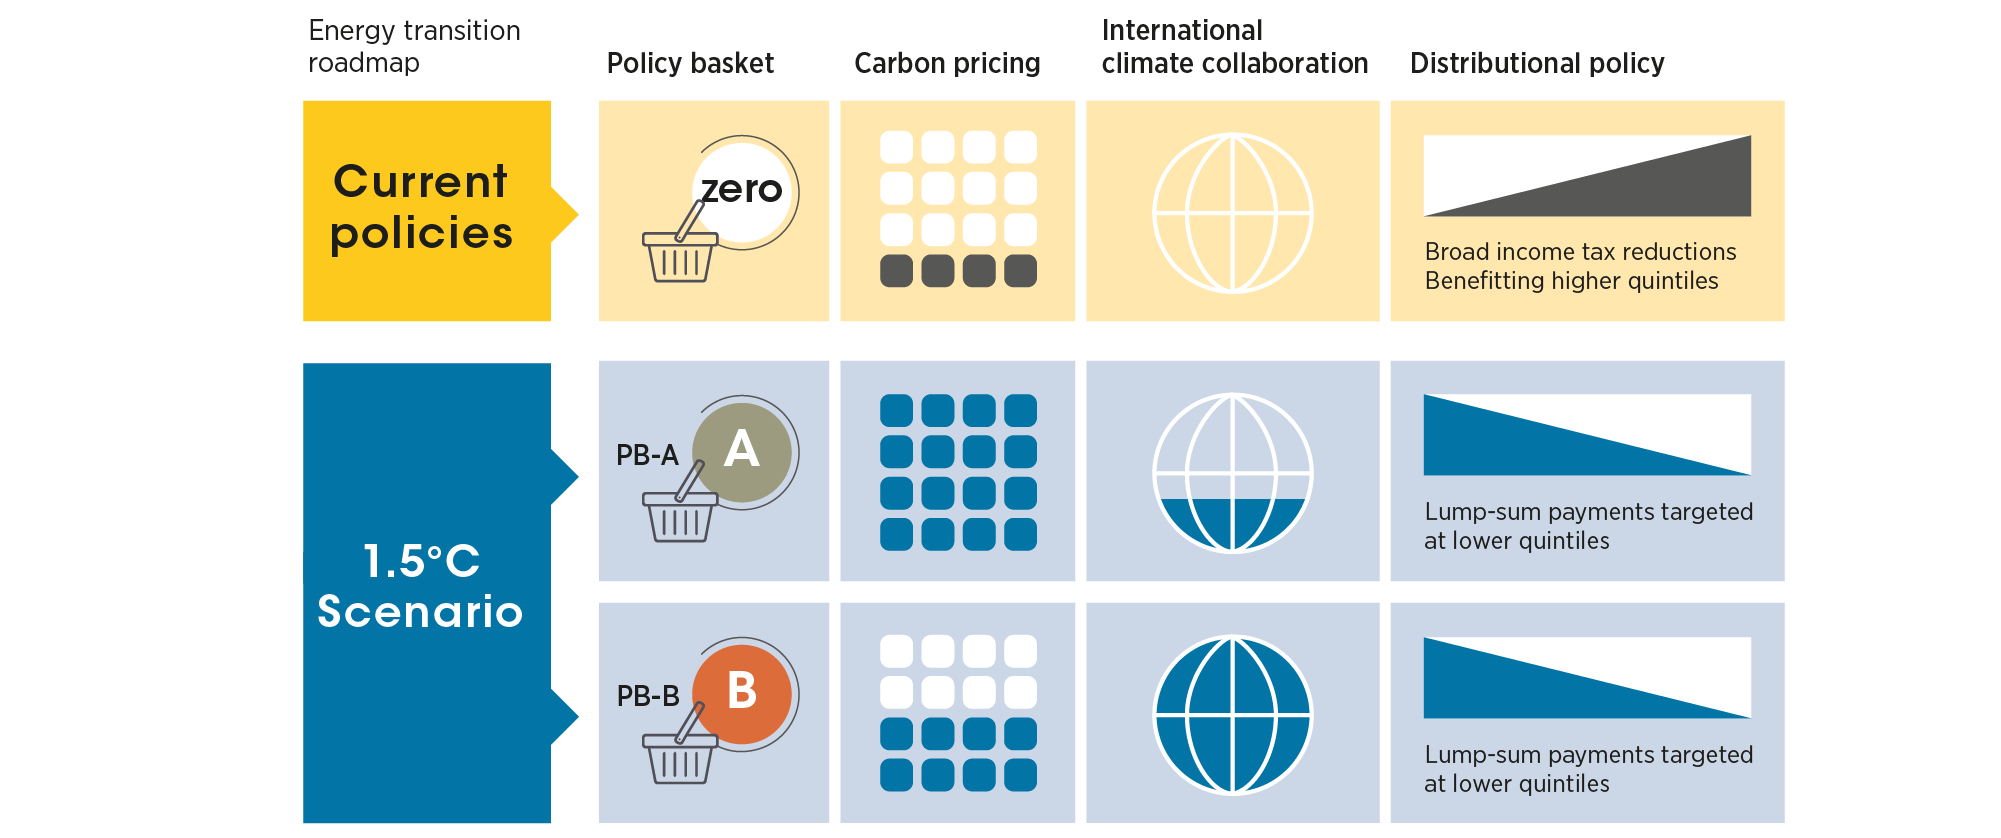 Energy transition
roadmap
Policy basket
Carbon pricing
International
climate collaboration
Distributional policy
Current
policies
zero
Broad income tax reductions
Benefitting higher quintiles
1.5°C
Scenario
PB-A
A
Lump-sum payments targeted
at lower quintiles
PB-B
B
Lump-sum payments targeted
at lower quintiles